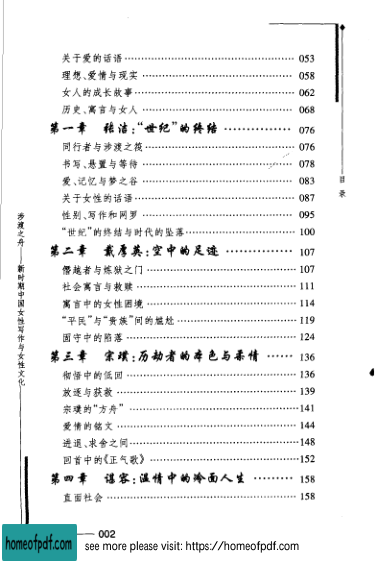 关于爱的话语 053
理想、爱情与现实 058
女人的成长故事 062
历史、寓言与女人 068
第一章 张洁:“世纪”的终结 076
同行者与涉渡之筏 076
书写、悬置与等待 078
爱、记忆与梦之谷 083
关于女性的话语 087
性别、写作和网罗 095
“世纪”的终结与时代的坠落 100
第二章 戴厚英:空中的足迹 107
僭越者与炼狱之门 107
社会寓言与救赎 111
寓言中的女性困境 114
“平民”与“贵族”间的尴尬 119
固守中的陷落 124
第三章 宗璞:历劫者的本色与柔情 136
彻悟中的低回 136
放逐与获救 139
宗璞的“方舟” 141
爱情的铭文 144
进退、求舍之间 148
回首中的《正气歌》 152
第四章 谌容:温情中的冷面人生 158
直面社会 158
目录
涉渡之舟——新时期中国女性写作与女性文化
002
homeofpdf.com
see more please visit: https://homeofpdf.com